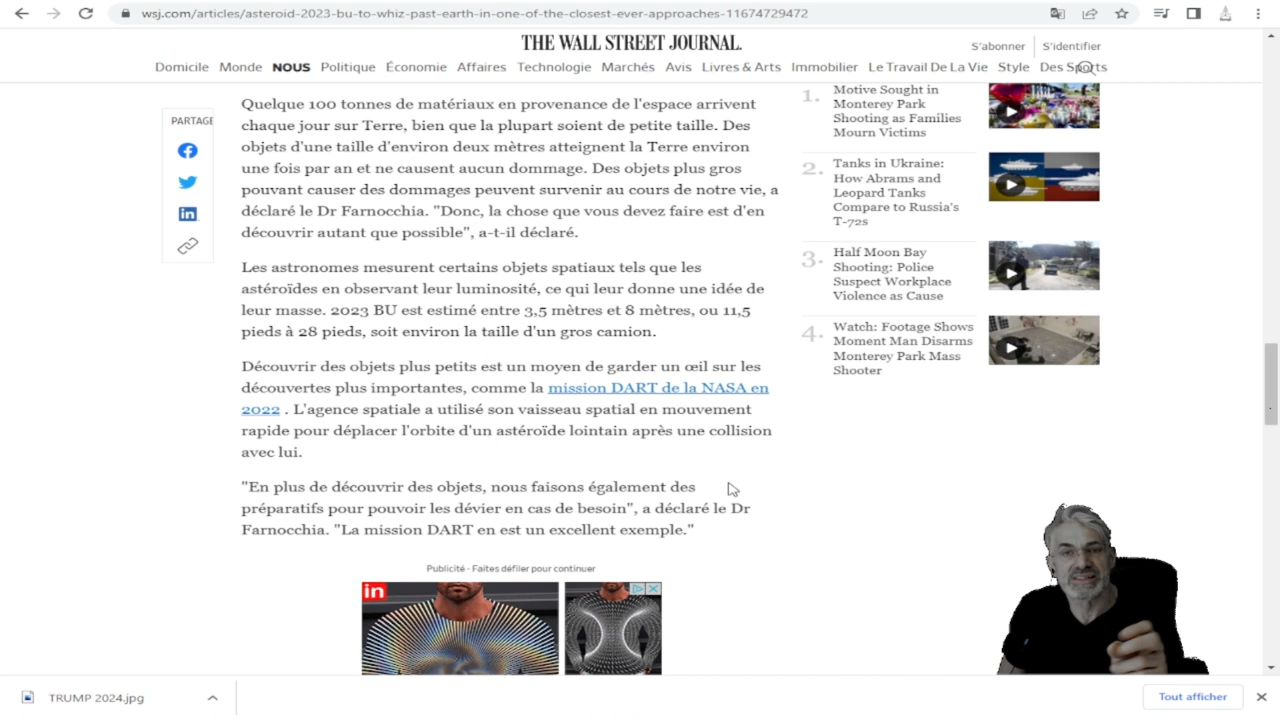 wsj.com/articles/asteroid-2023-bu-to-whiz-past-earth-in-one-of-the-closest-ever-approaches-11674729472
THE WALL STREET JOURNAL.
S'abonner
S'identifier
Domicile Monde NOUS Politique Économie Affaires Technologie Marchés Avis Livres & Arts Immobilier Le Travail De La Vie Style Des Sports
PARTAGE
Quelque 100 tonnes de matériaux en provenance de l'espace arrivent
chaque jour sur Terre, bien que la plupart soient de petite taille. Des
objets d'une taille d'environ deux mètres atteignent la Terre environ
une fois par an et ne causent aucun dommage. Des objets plus gros
pouvant causer des dommages peuvent survenir au cours de notre vie, a
déclaré le Dr Farnocchia. "Donc, la chose que vous devez faire est d'en
découvrir autant que possible", a-t-il déclaré.
Les astronomes mesurent certains objets spatiaux tels que les
astéroïdes en observant leur luminosité, ce qui leur donne une idée de
leur masse. 2023 BU est estimé entre 3,5 mètres et 8 mètres, ou 11,5
pieds à 28 pieds, soit environ la taille d'un gros camion.
Découvrir des objets plus petits est un moyen de garder un œil sur les
découvertes plus importantes, comme la mission DART de la NASA en
2022 . L'agence spatiale a utilisé son vaisseau spatial en mouvement
rapide pour déplacer l'orbite d'un astéroïde lointain après une collision
avec lui.
"En plus de découvrir des objets, nous faisons également des
préparatifs pour pouvoir les dévier en cas de besoin", a déclaré le Dr
Farnocchia. "La mission DART en est un excellent exemple."
Publicité - Faites défiler pour continuer
in
1. Motive Sought in
Monterey Park
Shooting as Families
Mourn Victims
2. Tanks in Ukraine:
How Abrams and
Leopard Tanks
Compare to Russia's
T-72s
3. Half Moon Bay
Shooting: Police
Suspect Workplace
Violence as Cause
4. Watch: Footage Shows
Moment Man Disarms
Monterey Park Mass
Shooter
TRUMP 2024.jpg
Tout afficher